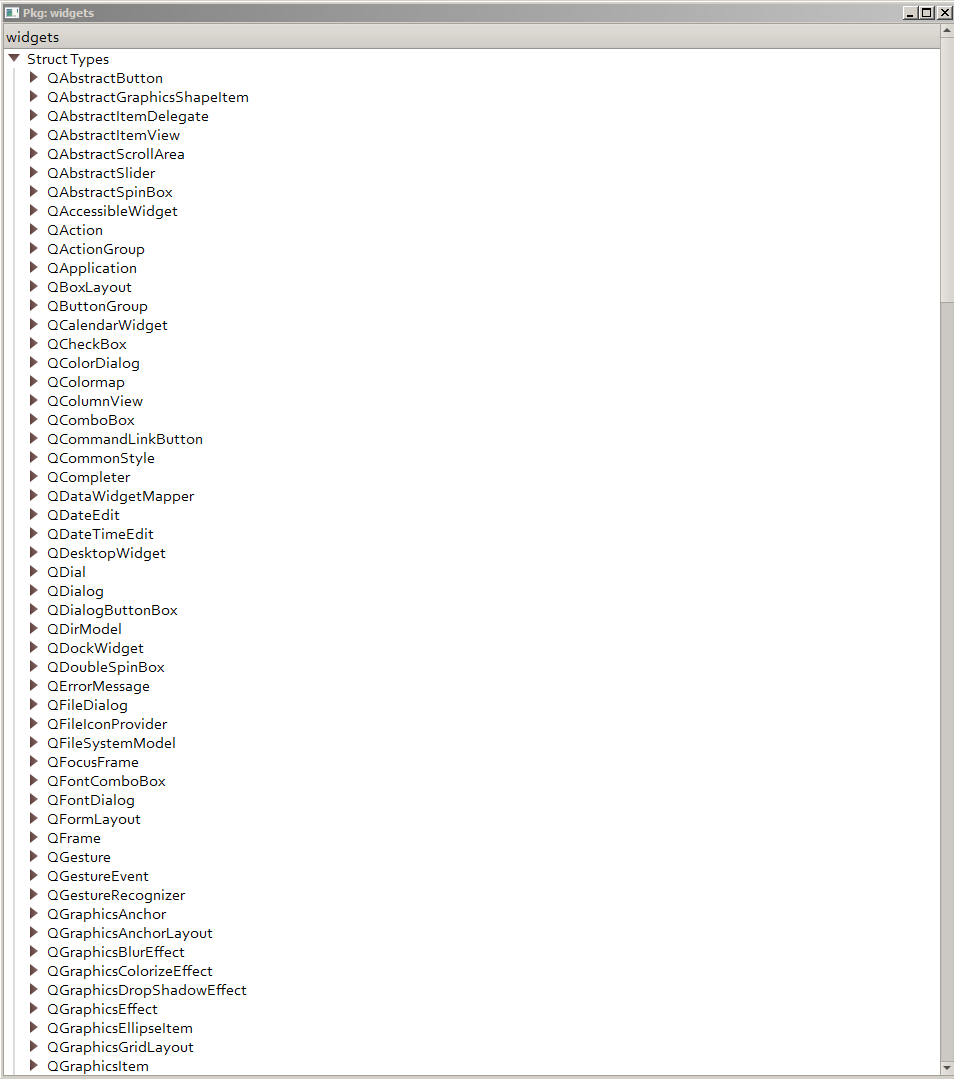 Pkg: widgets
widgets
Struct Types
QAbstractButton
QAbstractGraphicsShapeItem
QAbstractItemDelegate
QAbstractItemView
QAbstractScrollArea
QAbstractSlider
QAbstractSpinBox
QAccessibleWidget
QAction
QActionGroup
QApplication
QBoxLayout
QButtonGroup
QCalendarWidget
QCheckBox
QColorDialog
QColormap
QColumnView
QComboBox
QCommandLinkButton
QCommonStyle
QCompleter
QDataWidgetMapper
QDateEdit
QDateTimeEdit
QDesktopWidget
QDial
QDialog
QDialogButtonBox
QDirModel
QDockWidget
QDoubleSpinBox
QErrorMessage
QFileDialog
QFileIconProvider
QFileSystemModel
QFocusFrame
QFontComboBox
QFontDialog
QFormLayout
QFrame
QGesture
QGestureEvent
QGestureRecognizer
QGraphicsAnchor
QGraphicsAnchorLayout
QGraphicsBlurEffect
QGraphicsColorizeEffect
QGraphicsDropShadowEffect
QGraphicsEffect
QGraphicsEllipseItem
QGraphicsGridLayout
QGraphicsItem